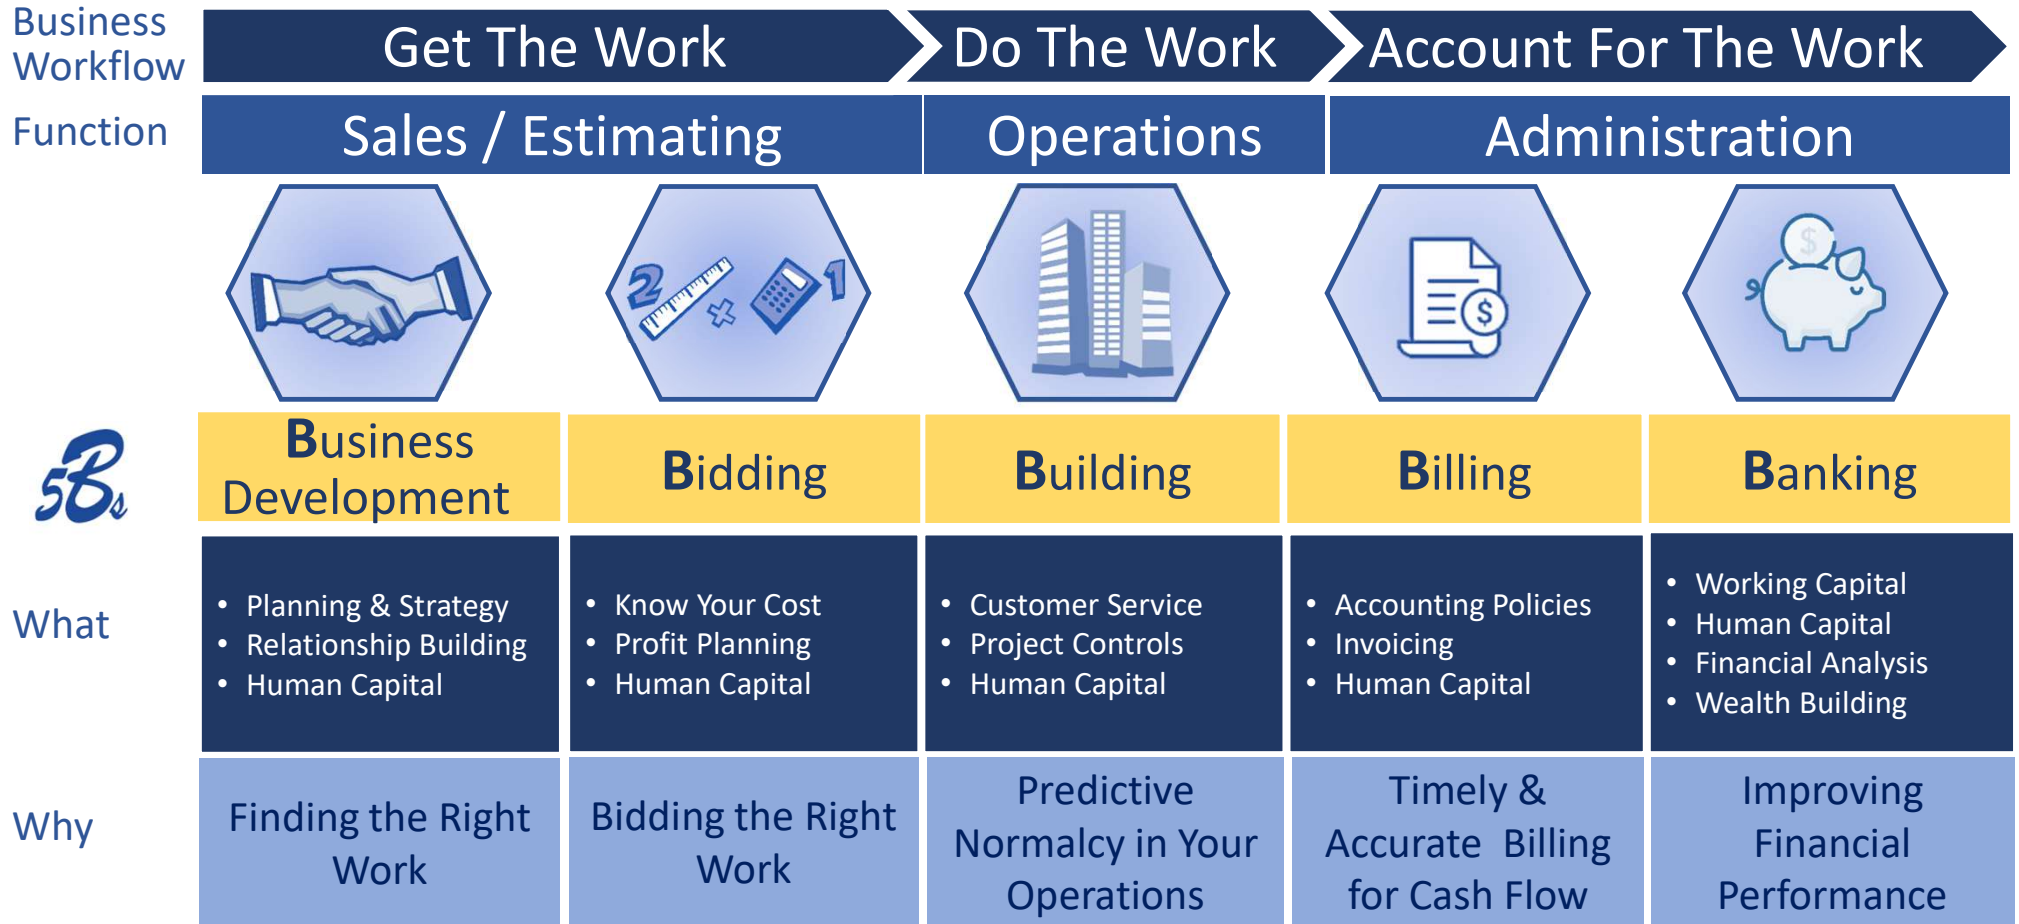 Business
Workflow
Get The Work
Do The Work
Account For The Work
Function
Sales / Estimating
Operations
Administration
2
×
1
$
$
5Bs
Business
Development
Bidding
Building
Billing
Banking
What
• Planning & Strategy
• Relationship Building
• Human Capital
• Know Your Cost
• Profit Planning
• Human Capital
• Customer Service
• Project Controls
• Human Capital
• Accounting Policies
• Invoicing
• Human Capital
• Working Capital
• Human Capital
• Financial Analysis
• Wealth Building
Why
Finding the Right
Work
Bidding the Right
Work
Predictive
Normalcy in Your
Operations
Timely &
Accurate Billing
for Cash Flow
Improving
Financial
Performance